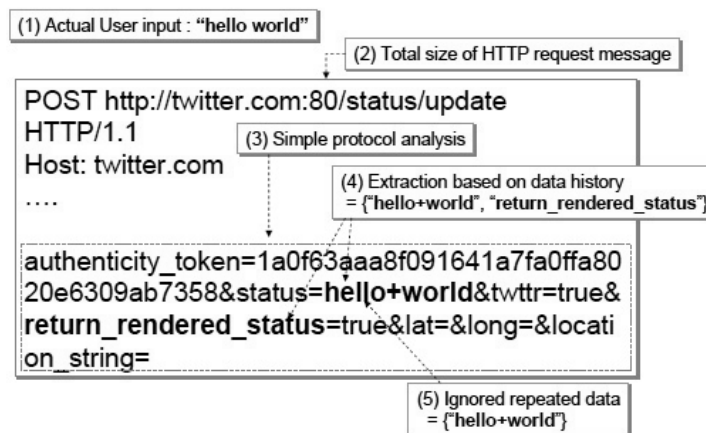 (1) Actual User input : “hello world”
(2) Total size of HTTP request message
POST http://twitter.com:80/status/update
HTTP/1.1
(3) Simple protocol analysis
Host: twitter.com
(4) Extraction based on data history
= {“hello+world”, “return_rendered_status”}
....
authenticity_token=1a0f63aaa8f091641a7fa0ffa80
20e6309ab7358&status=hello+world&twttr=true&
return_rendered_status=true&lat=&long=&locati
on_string=
(5) Ignored repeated data
= {“hello+world”}